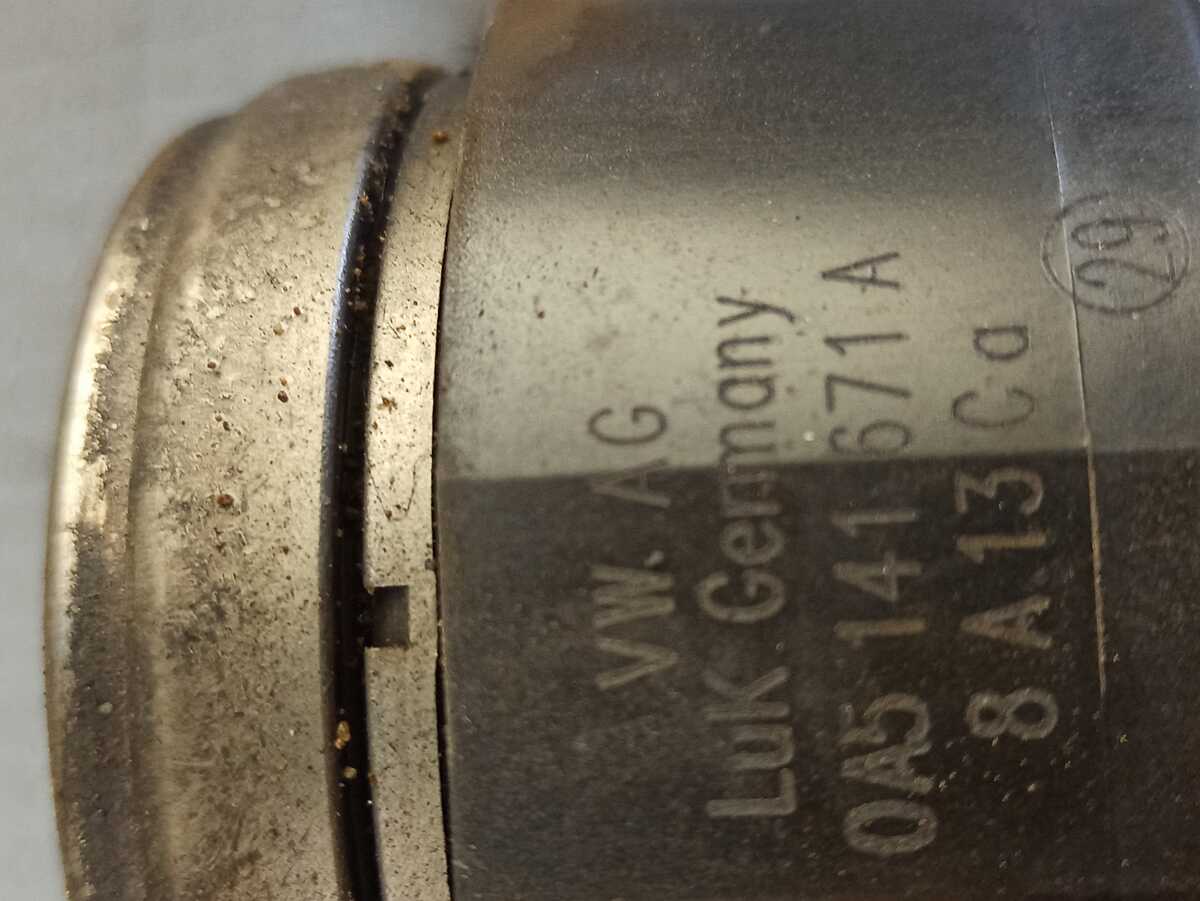 VW. AG
LuK Germany
0A5 141 671 A
8 A 13 Ca
29